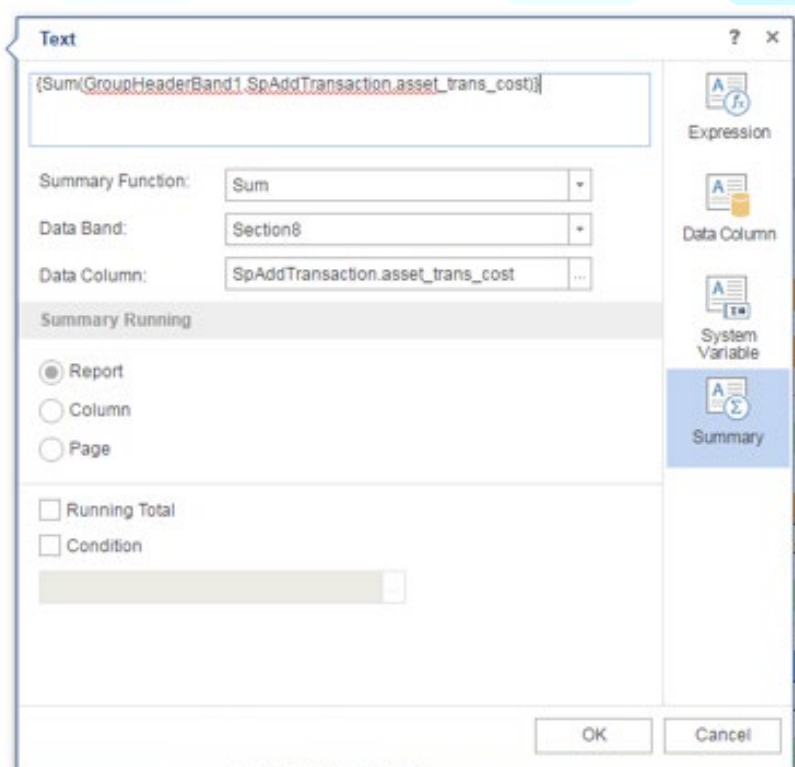 Text ? ×
{Sum(GroupHeaderBand1,SpAddTransaction.asset_trans_cost)}
Expression
Summary Function: Sum
Data Band: Section8
Data Column
Data Column: SpAddTransaction.asset_trans_cost ...
Summary Running
System
Variable
Report
Column
Summary
Page
Running Total
Condition
OK Cancel